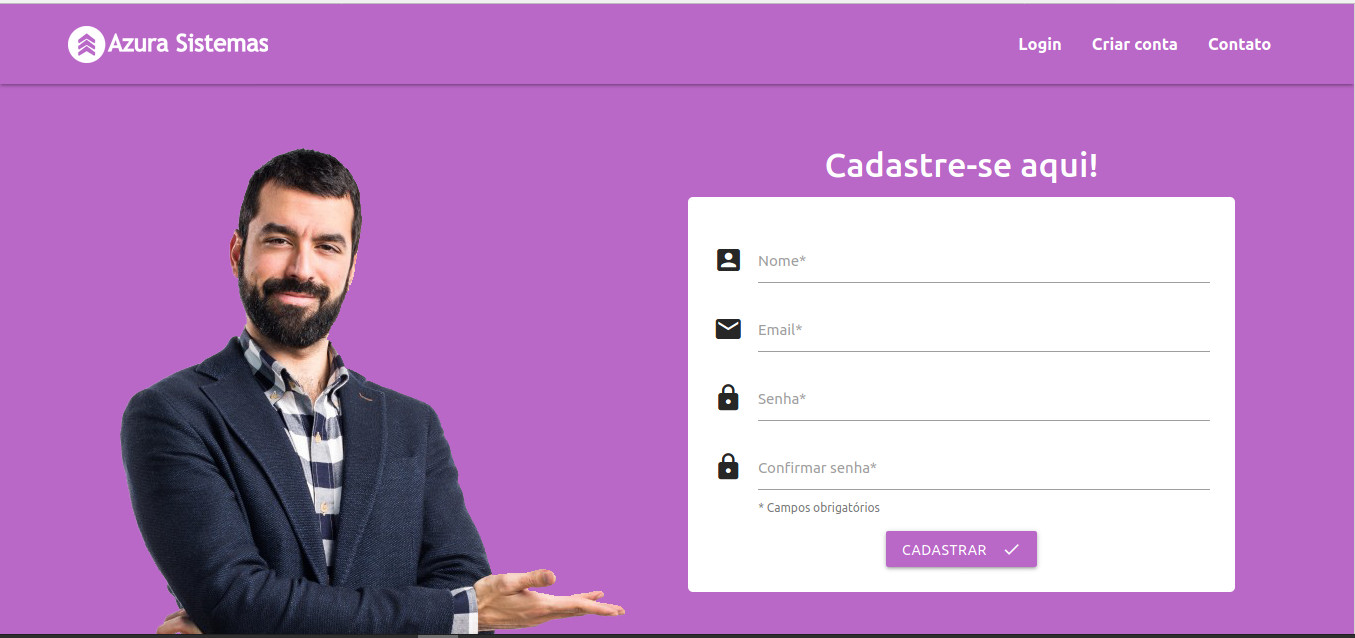 Azura Sistemas
Login
Criar conta
Contato
Cadastre-se aqui!
Nome*
Email*
Senha*
Confirmar senha*
* Campos obrigatórios
CADASTRAR